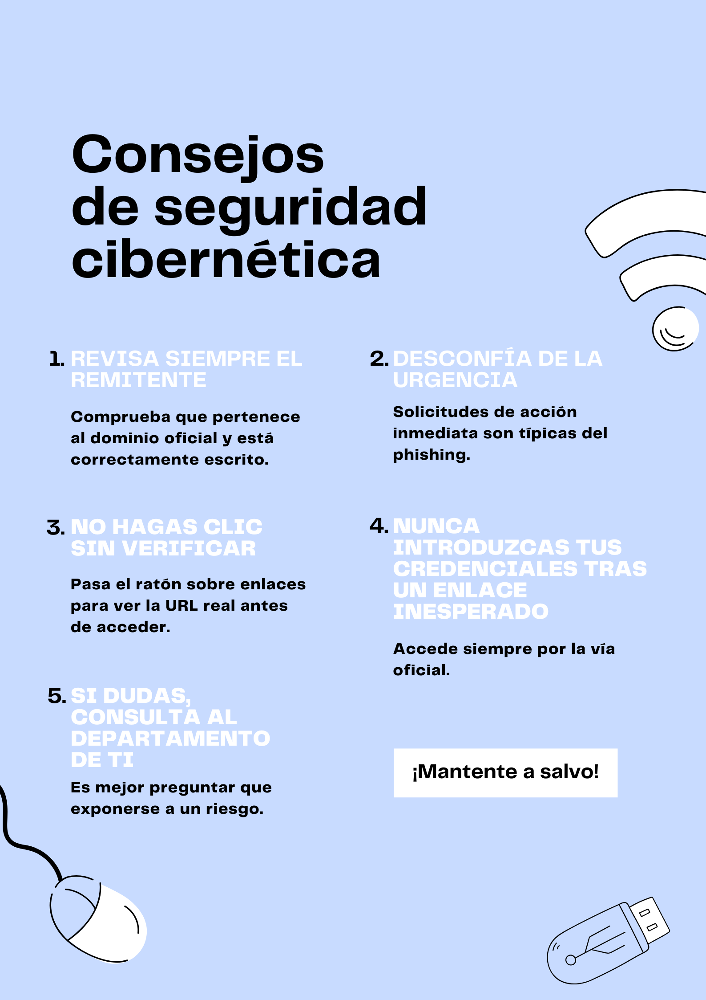 Consejos
de seguridad
cibernética
1. REVISA SIEMPRE EL
REMITENTE
Comprueba que pertenece
al dominio oficial y está
correctamente escrito.
2. DESCONFÍA DE LA
URGENCIA
Solicitudes de acción
inmediata son típicas del
phishing.
3. NO HAGAS CLIC
SIN VERIFICAR
Pasa el ratón sobre enlaces
para ver la URL real antes
de acceder.
4. NUNCA
INTRODUZCAS TUS
CREDENCIALES TRAS
UN ENLACE
INESPERADO
Accede siempre por la vía
oficial.
5. SI DUDAS,
CONSULTA AL
DEPARTAMENTO
DE TI
Es mejor preguntar que
exponerse a un riesgo.
¡Mantente a salvo!